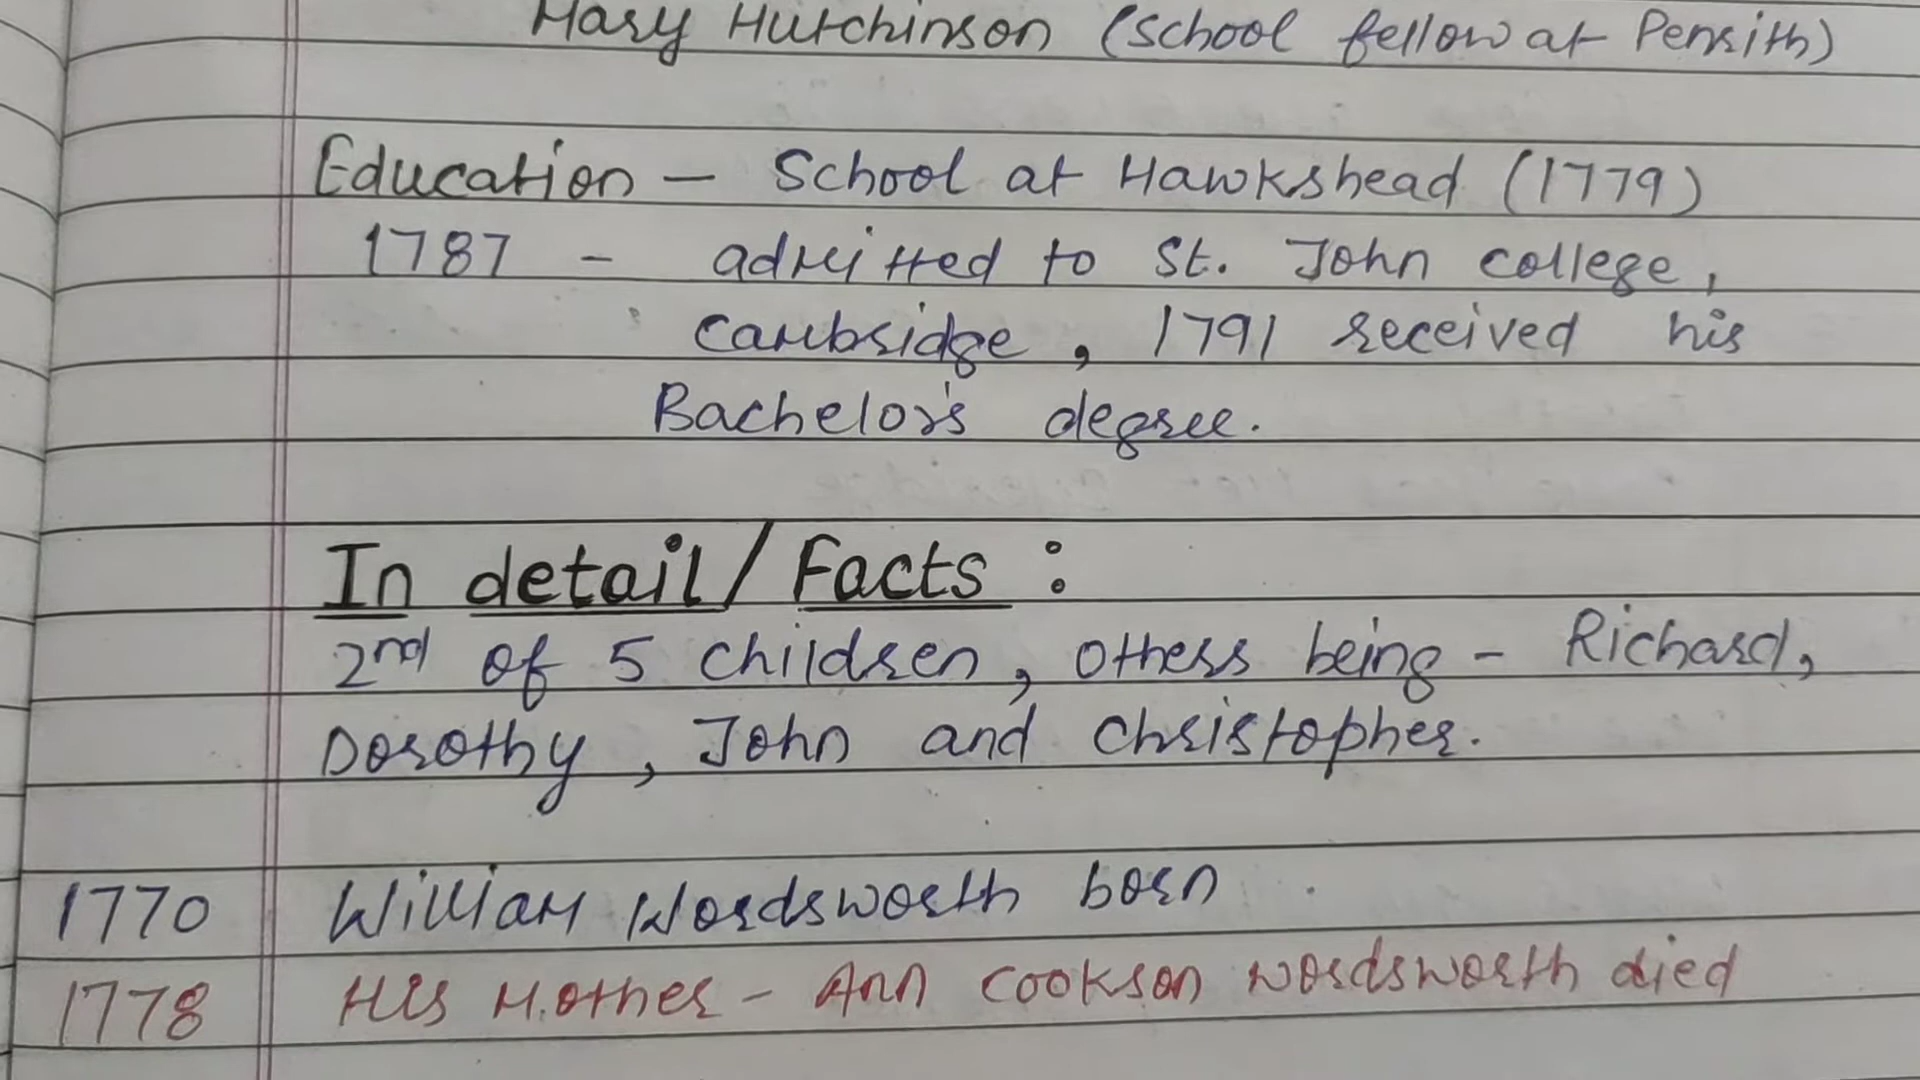 Mary Hutchinson (School fellow at Penrith)
Education - School at Hawkshead (1779)
1787 - admitted to St. John college,
Cambridge, 1791 received his
Bachelor's degree.
In detail / Facts :
2nd of 5 children, others being - Richard,
Dorothy, John and Christopher.
1770 William Wordsworth born
1778 His Mother - Ann Cookson Wordsworth died